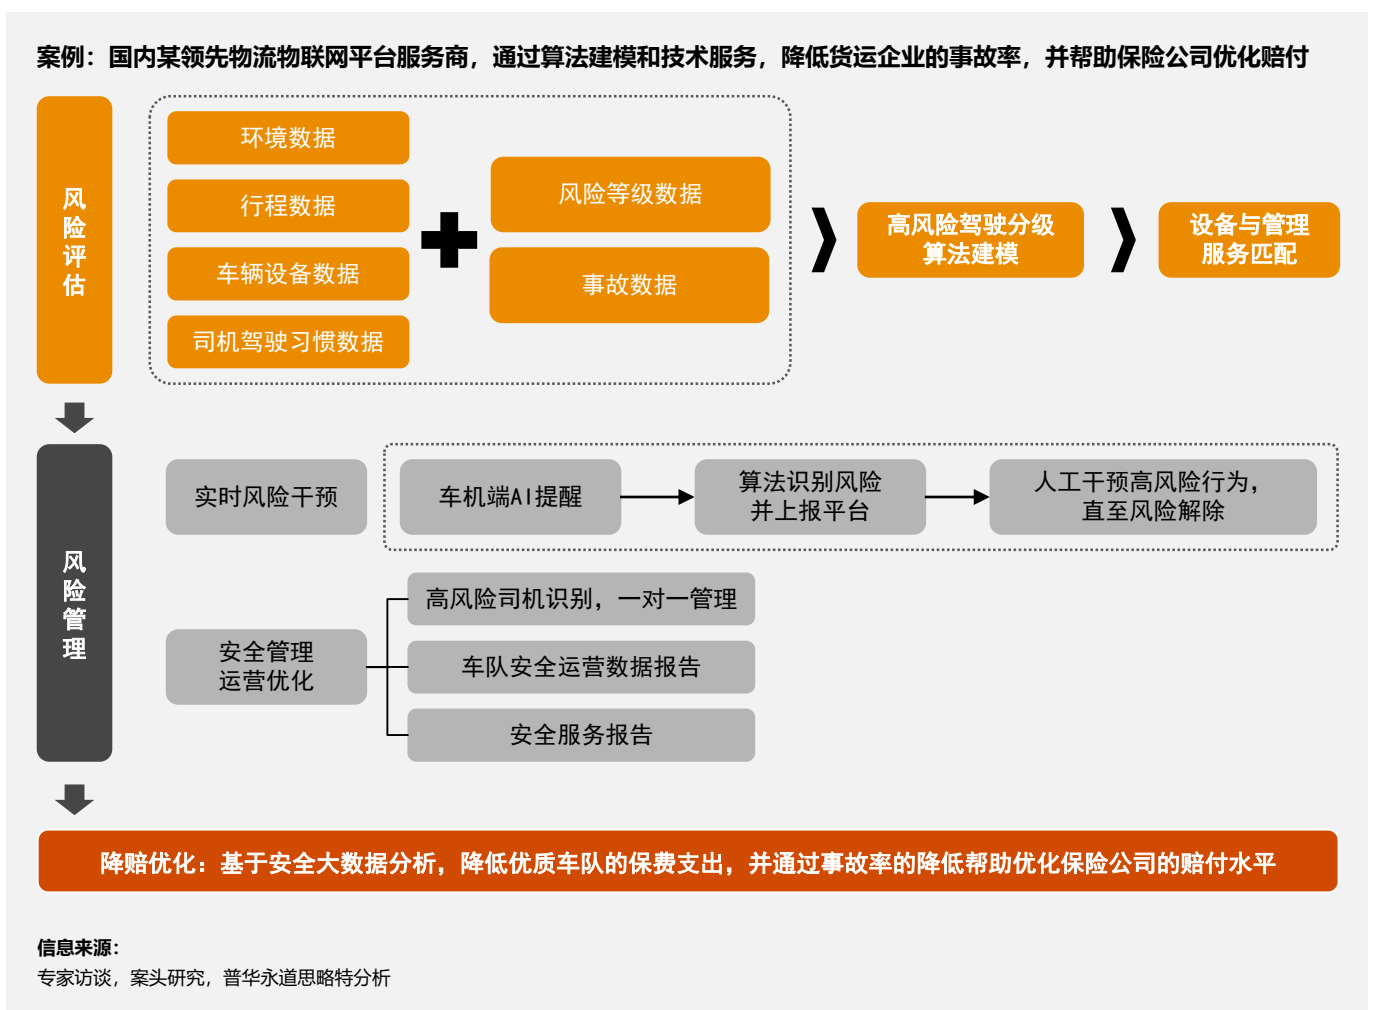 案例：国内某领先物流物联网平台服务商，通过算法建模和技术服务，降低货运企业的事故率，并帮助保险公司优化赔付
风险评估
环境数据
行程数据
车辆设备数据
司机驾驶习惯数据
风险等级数据
事故数据
高风险驾驶分级
算法建模
设备与管理
服务匹配
风险管理
实时风险干预
车机端AI提醒
算法识别风险
并上报平台
人工干预高风险行为，
直至风险解除
安全管理
运营优化
高风险司机识别，一对一管理
车队安全运营数据报告
安全服务报告
降赔优化：基于安全大数据分析，降低优质车队的保费支出，并通过事故率的降低帮助优化保险公司的赔付水平
信息来源：
专家访谈，案头研究，普华永道思略特分析